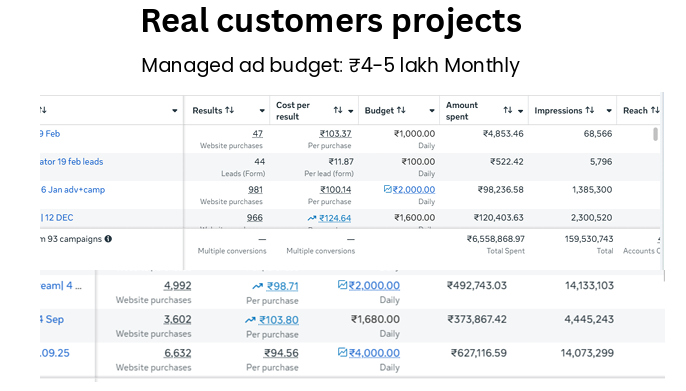 Real customers projects
Managed ad budget: ₹4-5 lakh Monthly
Results ↑↓ Cost per result ↑↓ Budget ↑↓ Amount spent ↑↓ Impressions ↑↓ Reach ↑↓
9 Feb 47 ₹103.37 ₹1,000.00 ₹4,853.46 68,566
Website purchases Per purchase Daily
ator 19 feb leads 44 ₹11.87 ₹100.00 ₹522.42 5,796
Leads (Form) Per lead (form) Daily
6 Jan adv+camp 981 ₹100.14 ₹2,000.00 ₹98,236.58 1,385,300
Website purchases Per purchase Daily
| 12 DEC 966 ₹124.64 ₹1,600.00 ₹120,403.63 2,300,520
m 93 campaigns — — ₹6,558,868.97 159,530,743
Multiple conversions Multiple conversions Total Spent Total Accounts C
eam| 4 ... 4,992 ₹98.71 ₹2,000.00 ₹492,743.03 14,133,103
Website purchases Per purchase Daily
4 Sep 3,602 ₹103.80 ₹1,680.00 ₹373,867.42 4,445,243
Website purchases Per purchase Daily
.09.25 6,632 ₹94.56 ₹4,000.00 ₹627,116.59 14,073,299
Website purchases Per purchase Daily